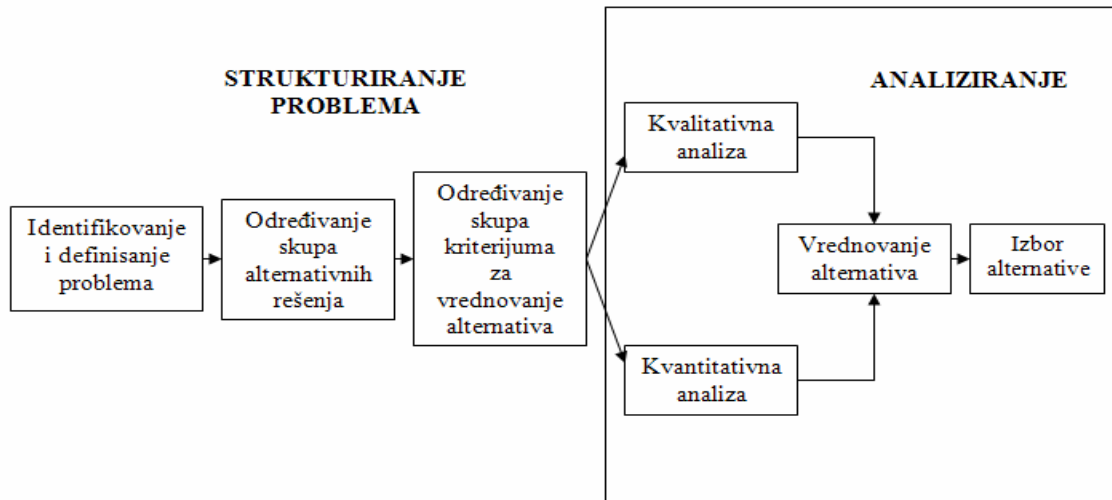 STRUKTURIRANJE
PROBLEMA
ANALIZIRANJE
Identifikovanje
i definisanje
problema
Određivanje
skupa
alternativnih
rešenja
Određivanje
skupa
kriterijuma
za
vrednovanje
alternativa
Kvalitativna
analiza
Kvantitativna
analiza
Vrednovanje
alternativa
Izbor
alternative